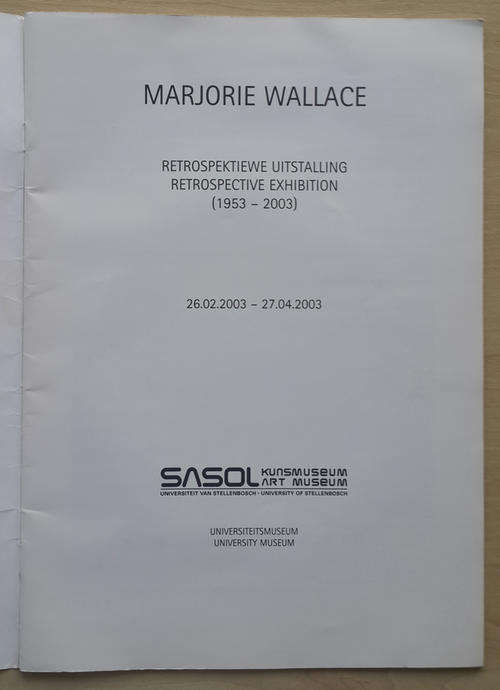 MARJORIE WALLACE
RETROSPEKTIEWE UITSTALLING
RETROSPECTIVE EXHIBITION
(1953 – 2003)
26.02.2003 – 27.04.2003
SASOL KUNSMUSEUM
ART MUSEUM
UNIVERSITEIT VAN STELLENBOSCH · UNIVERSITY OF STELLENBOSCH
UNIVERSITEITSMUSEUM
UNIVERSITY MUSEUM